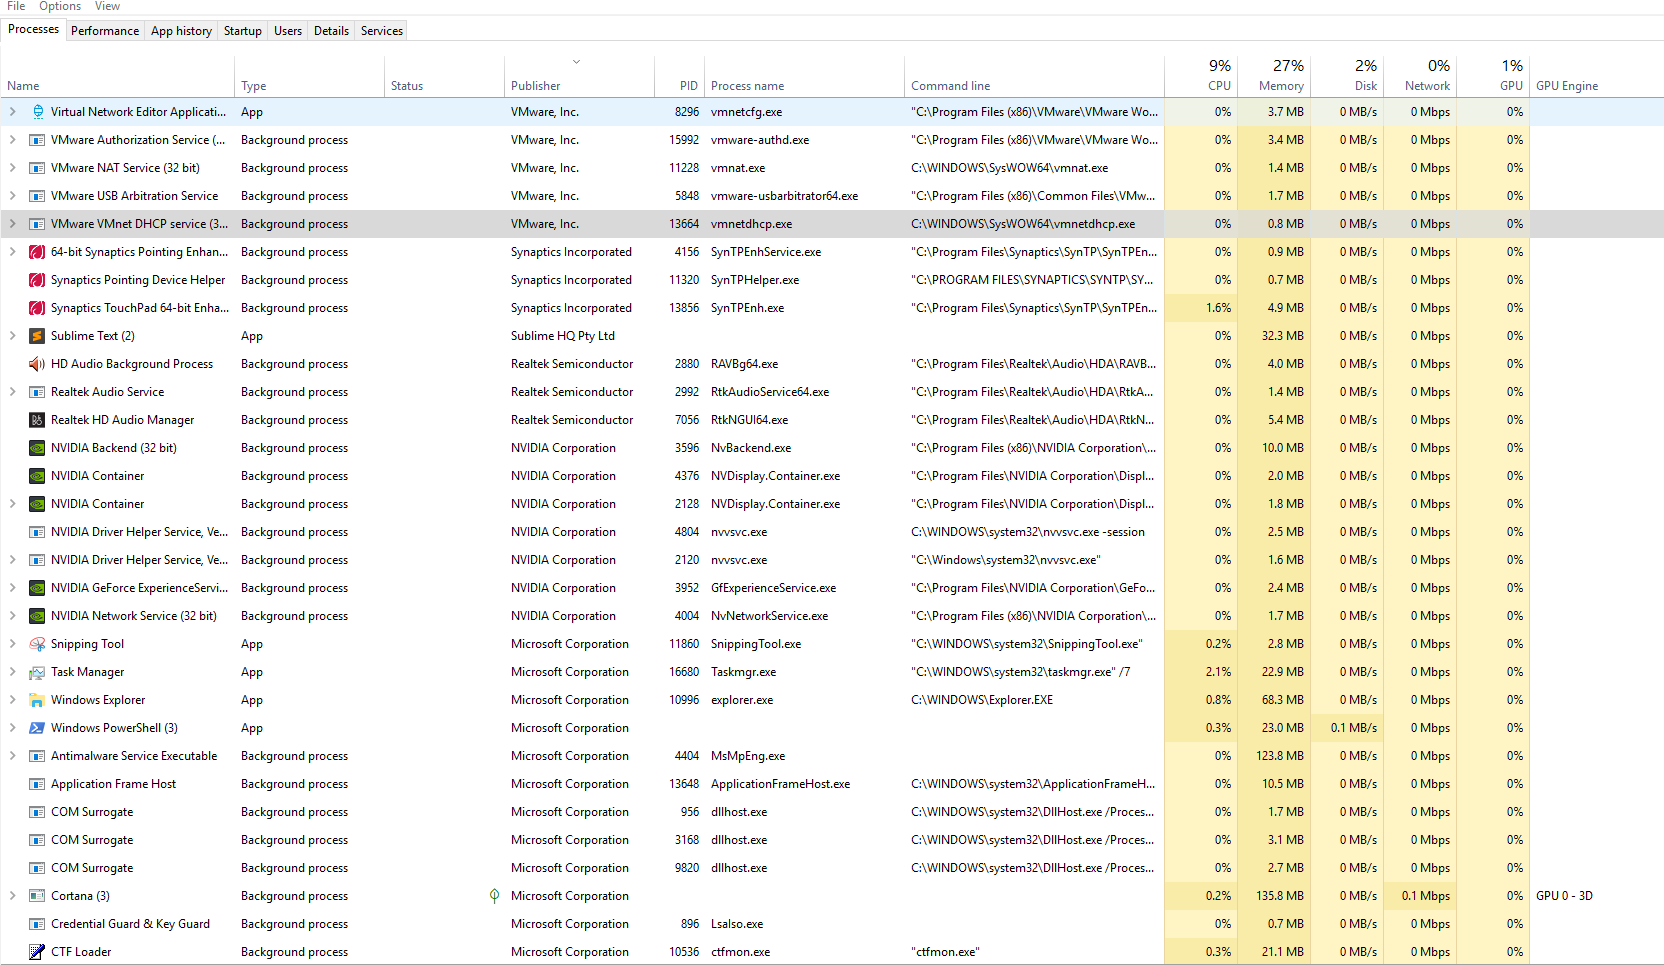 File Options View
Processes Performance App history Startup Users Details Services
9% 27% 2% 0% 1%
Name Type Status Publisher PID Process name Command line CPU Memory Disk Network GPU GPU Engine
Virtual Network Editor Applicati... App VMware, Inc. 8296 vmnetcfg.exe "C:\Program Files (x86)\VMware\VMware Wo... 0% 3.7 MB 0 MB/s 0 Mbps 0%
VMware Authorization Service (... Background process VMware, Inc. 15992 vmware-authd.exe "C:\Program Files (x86)\VMware\VMware Wo... 0% 3.4 MB 0 MB/s 0 Mbps 0%
VMware NAT Service (32 bit) Background process VMware, Inc. 11228 vmnat.exe C:\WINDOWS\SysWOW64\vmnat.exe 0% 1.4 MB 0 MB/s 0 Mbps 0%
VMware USB Arbitration Service Background process VMware, Inc. 5848 vmware-usbarbitrator64.exe "C:\Program Files (x86)\Common Files\VMw... 0% 1.7 MB 0 MB/s 0 Mbps 0%
VMware VMnet DHCP service (3... Background process VMware, Inc. 13664 vmnetdhcp.exe C:\WINDOWS\SysWOW64\vmnetdhcp.exe 0% 0.8 MB 0 MB/s 0 Mbps 0%
64-bit Synaptics Pointing Enhan... Background process Synaptics Incorporated 4156 SynTPEnhService.exe "C:\Program Files\Synaptics\SynTP\SynTPEn... 0% 0.9 MB 0 MB/s 0 Mbps 0%
Synaptics Pointing Device Helper Background process Synaptics Incorporated 11320 SynTPHelper.exe "C:\PROGRAM FILES\SYNAPTICS\SYNTP\SY... 0% 0.7 MB 0 MB/s 0 Mbps 0%
Synaptics TouchPad 64-bit Enha... Background process Synaptics Incorporated 13856 SynTPEnh.exe "C:\Program Files\Synaptics\SynTP\SynTPEn... 1.6% 4.9 MB 0 MB/s 0 Mbps 0%
Sublime Text (2) App Sublime HQ Pty Ltd 0% 32.3 MB 0 MB/s 0 Mbps 0%
HD Audio Background Process Background process Realtek Semiconductor 2880 RAVBg64.exe "C:\Program Files\Realtek\Audio\HDA\RAVB... 0% 4.0 MB 0 MB/s 0 Mbps 0%
Realtek Audio Service Background process Realtek Semiconductor 2992 RtkAudioService64.exe "C:\Program Files\Realtek\Audio\HDA\RtkA... 0% 1.4 MB 0 MB/s 0 Mbps 0%
Realtek HD Audio Manager Background process Realtek Semiconductor 7056 RtkNGUI64.exe "C:\Program Files\Realtek\Audio\HDA\RtkN... 0% 5.4 MB 0 MB/s 0 Mbps 0%
NVIDIA Backend (32 bit) Background process NVIDIA Corporation 3596 NvBackend.exe "C:\Program Files (x86)\NVIDIA Corporation\... 0% 10.0 MB 0 MB/s 0 Mbps 0%
NVIDIA Container Background process NVIDIA Corporation 4376 NVDisplay.Container.exe "C:\Program Files\NVIDIA Corporation\Displ... 0% 2.0 MB 0 MB/s 0 Mbps 0%
NVIDIA Container Background process NVIDIA Corporation 2128 NVDisplay.Container.exe "C:\Program Files\NVIDIA Corporation\Displ... 0% 1.8 MB 0 MB/s 0 Mbps 0%
NVIDIA Driver Helper Service, Ve... Background process NVIDIA Corporation 4804 nvvsvc.exe C:\WINDOWS\system32\nvvsvc.exe -session 0% 2.5 MB 0 MB/s 0 Mbps 0%
NVIDIA Driver Helper Service, Ve... Background process NVIDIA Corporation 2120 nvvsvc.exe "C:\Windows\system32\nvvsvc.exe" 0% 1.6 MB 0 MB/s 0 Mbps 0%
NVIDIA GeForce ExperienceServi... Background process NVIDIA Corporation 3952 GfExperienceService.exe "C:\Program Files\NVIDIA Corporation\GeFo... 0% 2.4 MB 0 MB/s 0 Mbps 0%
NVIDIA Network Service (32 bit) Background process NVIDIA Corporation 4004 NvNetworkService.exe "C:\Program Files (x86)\NVIDIA Corporation\... 0% 1.7 MB 0 MB/s 0 Mbps 0%
Snipping Tool App Microsoft Corporation 11860 SnippingTool.exe "C:\WINDOWS\system32\SnippingTool.exe" 0.2% 2.8 MB 0 MB/s 0 Mbps 0%
Task Manager App Microsoft Corporation 16680 Taskmgr.exe "C:\WINDOWS\system32\taskmgr.exe" /7 2.1% 22.9 MB 0 MB/s 0 Mbps 0%
Windows Explorer App Microsoft Corporation 10996 explorer.exe C:\WINDOWS\Explorer.EXE 0.8% 68.3 MB 0 MB/s 0 Mbps 0%
Windows PowerShell (3) App Microsoft Corporation 0.3% 23.0 MB 0.1 MB/s 0 Mbps 0%
Antimalware Service Executable Background process Microsoft Corporation 4404 MsMpEng.exe 0% 123.8 MB 0 MB/s 0 Mbps 0%
Application Frame Host Background process Microsoft Corporation 13648 ApplicationFrameHost.exe C:\WINDOWS\system32\ApplicationFrameH... 0% 10.5 MB 0 MB/s 0 Mbps 0%
COM Surrogate Background process Microsoft Corporation 956 dllhost.exe C:\WINDOWS\system32\DllHost.exe /Proces... 0% 1.7 MB 0 MB/s 0 Mbps 0%
COM Surrogate Background process Microsoft Corporation 3168 dllhost.exe C:\WINDOWS\system32\DllHost.exe /Proces... 0% 3.1 MB 0 MB/s 0 Mbps 0%
COM Surrogate Background process Microsoft Corporation 9820 dllhost.exe C:\WINDOWS\system32\DllHost.exe /Proces... 0% 2.7 MB 0 MB/s 0 Mbps 0%
Cortana (3) Background process Microsoft Corporation 0.2% 135.8 MB 0 MB/s 0.1 Mbps 0% GPU 0 - 3D
Credential Guard & Key Guard Background process Microsoft Corporation 896 LsaIso.exe 0% 0.7 MB 0 MB/s 0 Mbps 0%
CTF Loader Background process Microsoft Corporation 10536 ctfmon.exe "ctfmon.exe" 0.3% 21.1 MB 0 MB/s 0 Mbps 0%